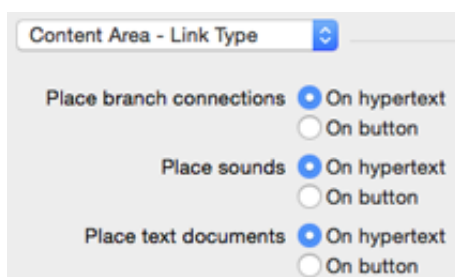 Content Area - Link Type
Place branch connections On hypertext
On button
Place sounds On hypertext
On button
Place text documents On hypertext
On button